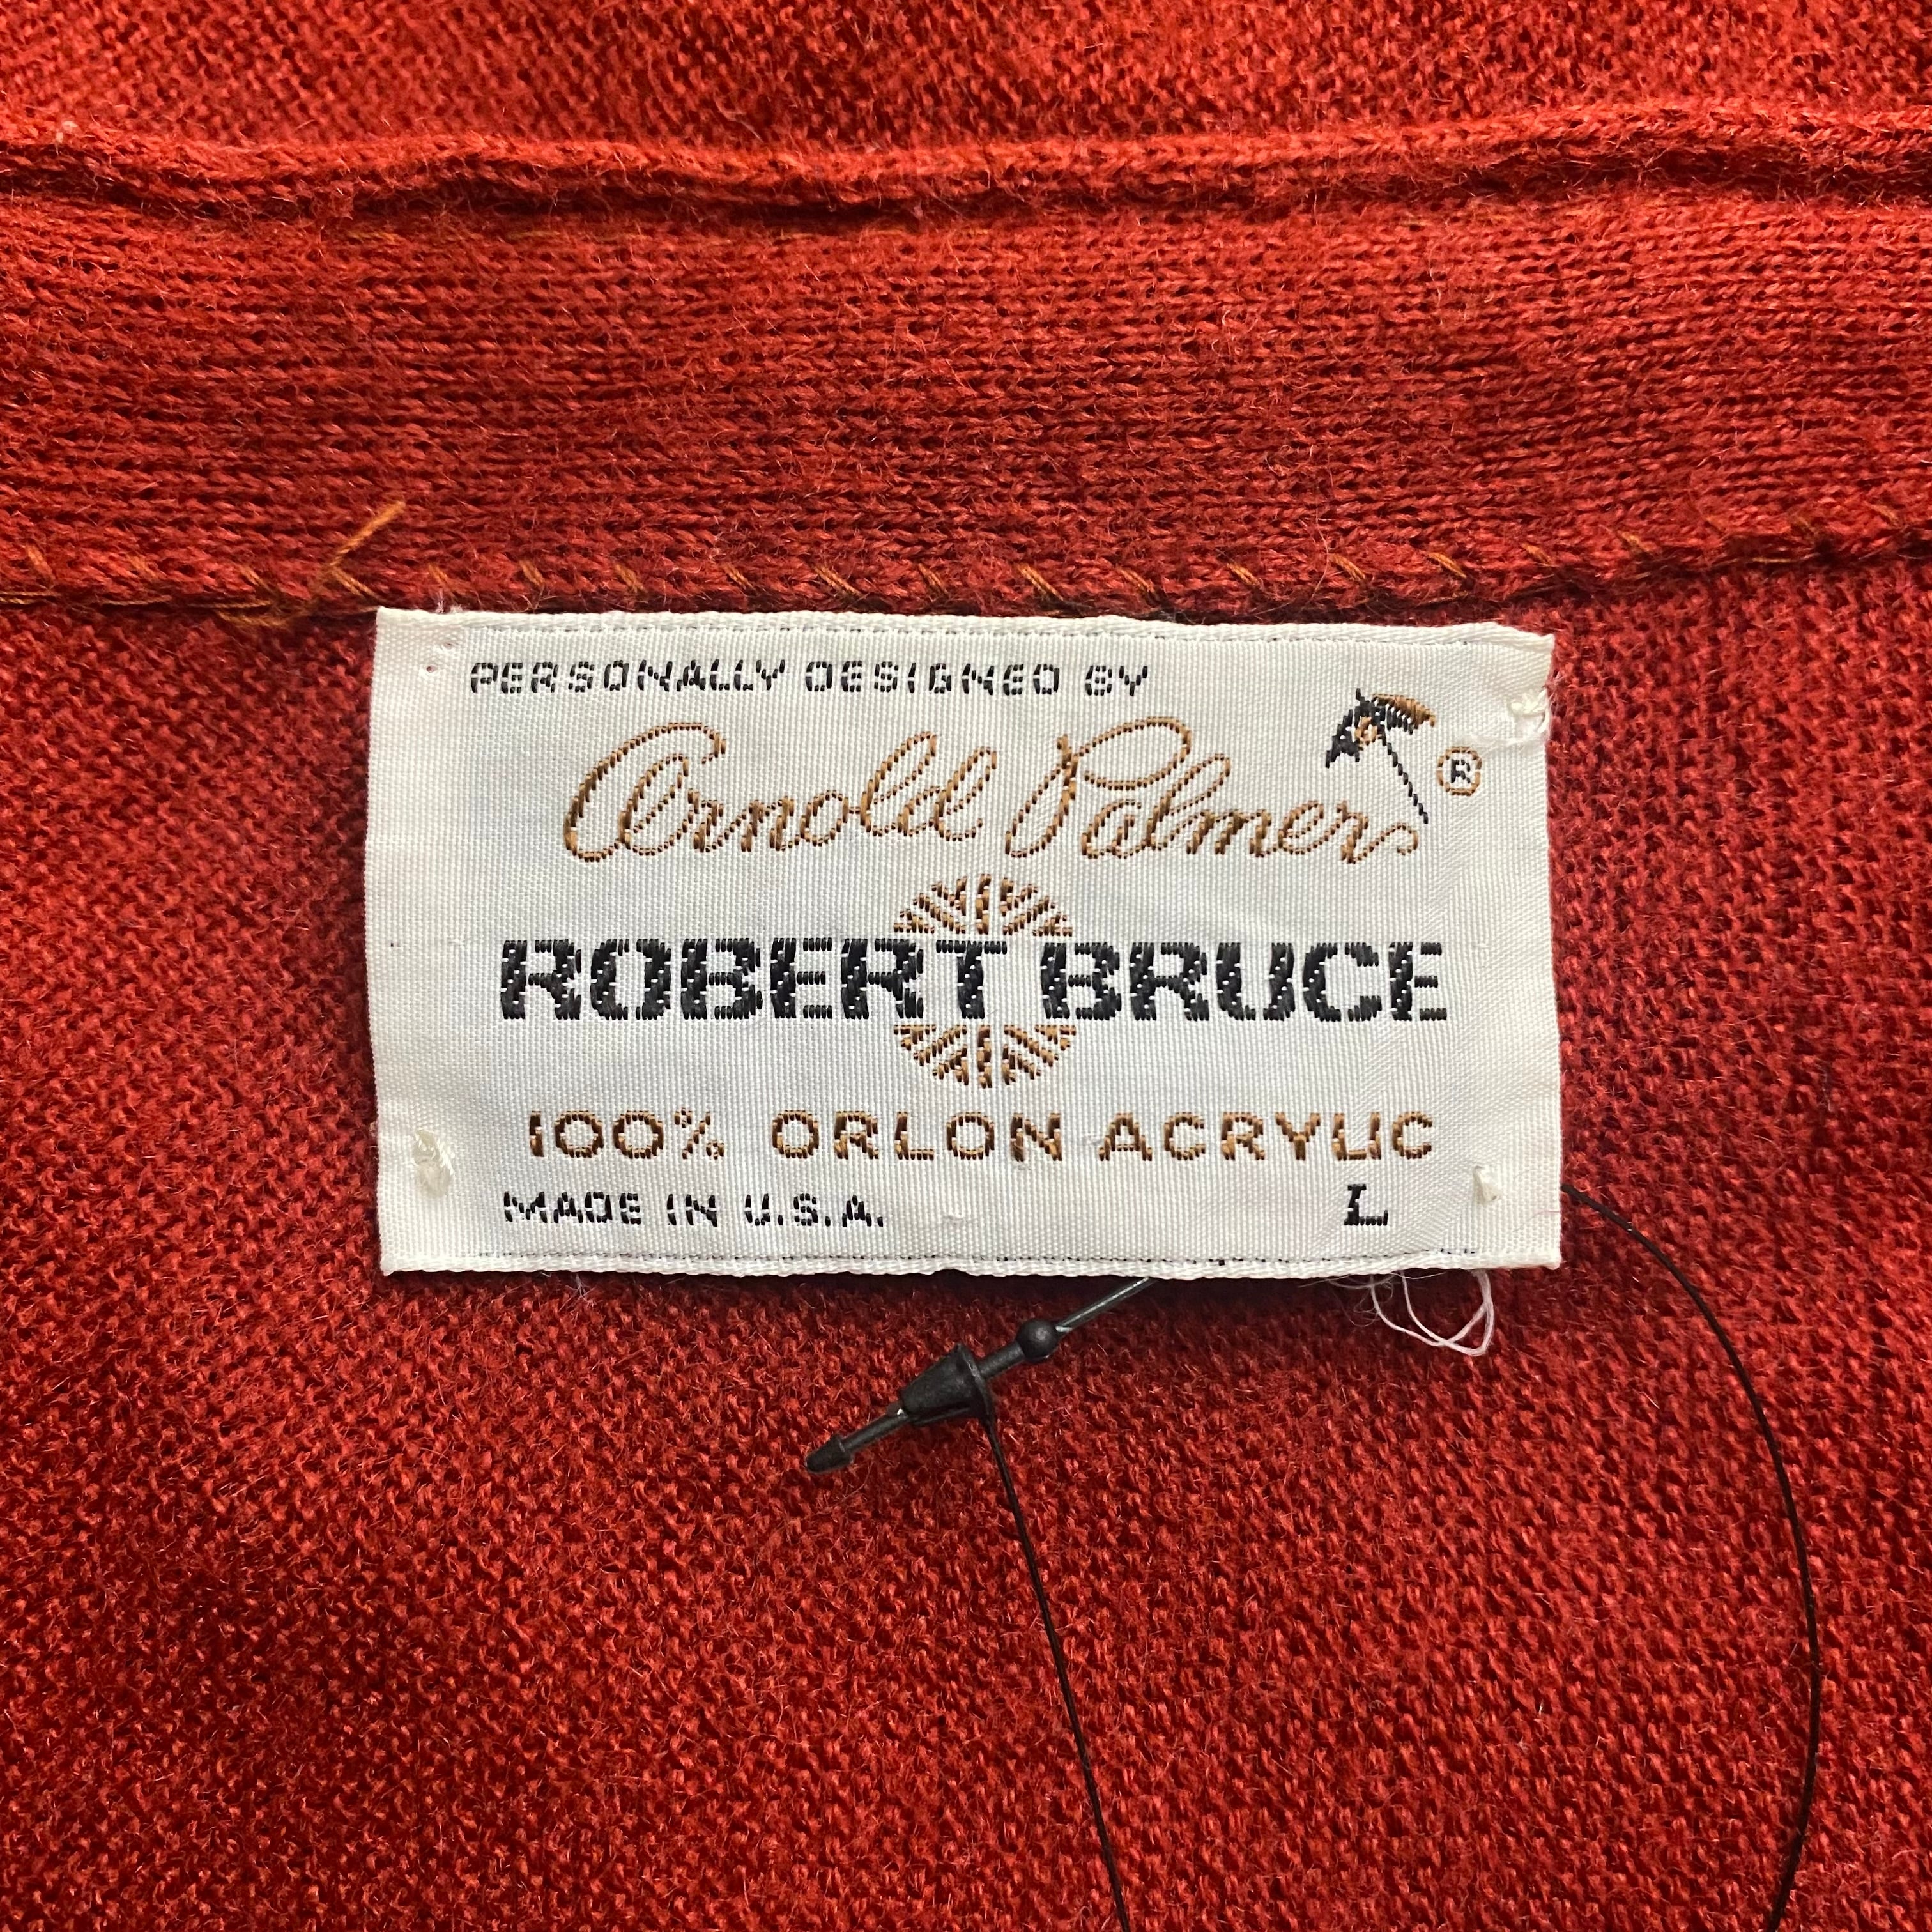 PERSONALLY DESIGNED BY
Arnold Palmer ®
ROBERT BRUCE
100% ORLON ACRYLIC
MADE IN U.S.A. L